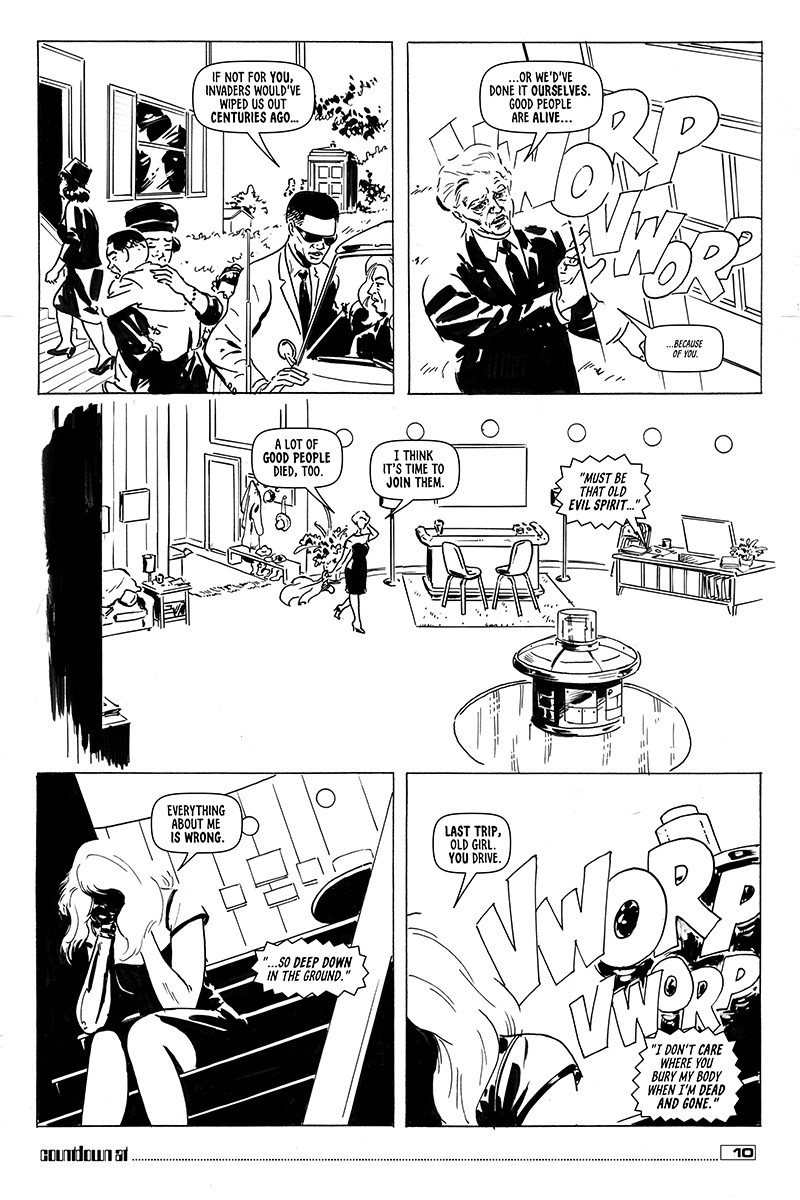 IF NOT FOR YOU,
INVADERS WOULD'VE
WIPED US OUT
CENTURIES AGO...
...OR WE'D'VE
DONE IT OURSELVES.
GOOD PEOPLE
ARE ALIVE...
VWORP
VWORP
...BECAUSE
OF YOU.
A LOT OF
GOOD PEOPLE
DIED, TOO.
I THINK
IT'S TIME TO
JOIN THEM.
"MUST BE
THAT OLD
EVIL SPIRIT..."
EVERYTHING
ABOUT ME
IS WRONG.
"...SO DEEP DOWN
IN THE GROUND."
LAST TRIP,
OLD GIRL.
YOU DRIVE.
VWORP
VWORP
"I DON'T CARE
WHERE YOU
BURY MY BODY
WHEN I'M DEAD
AND GONE."
countdown at 10